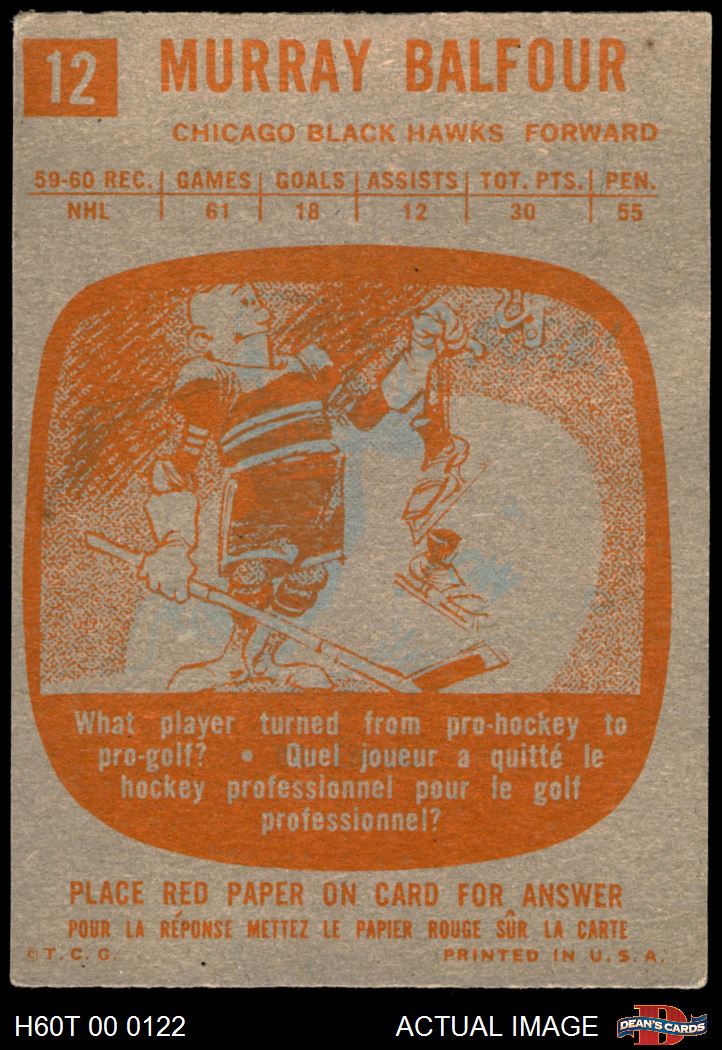 12 MURRAY BALFOUR
CHICAGO BLACK HAWKS FORWARD
59-60 REC. GAMES GOALS ASSISTS TOT. PTS. PEN.
NHL 61 18 12 30 55
What player turned from pro-hockey to
pro-golf? • Quel joueur a quitté le
hockey professionnel pour le golf
professionnel?
PLACE RED PAPER ON CARD FOR ANSWER
POUR LA RÉPONSE METTEZ LE PAPIER ROUGE SÛR LA CARTE
© T. C. G. PRINTED IN U. S. A.
H60T 00 0122 ACTUAL IMAGE D DEAN'S CARDS